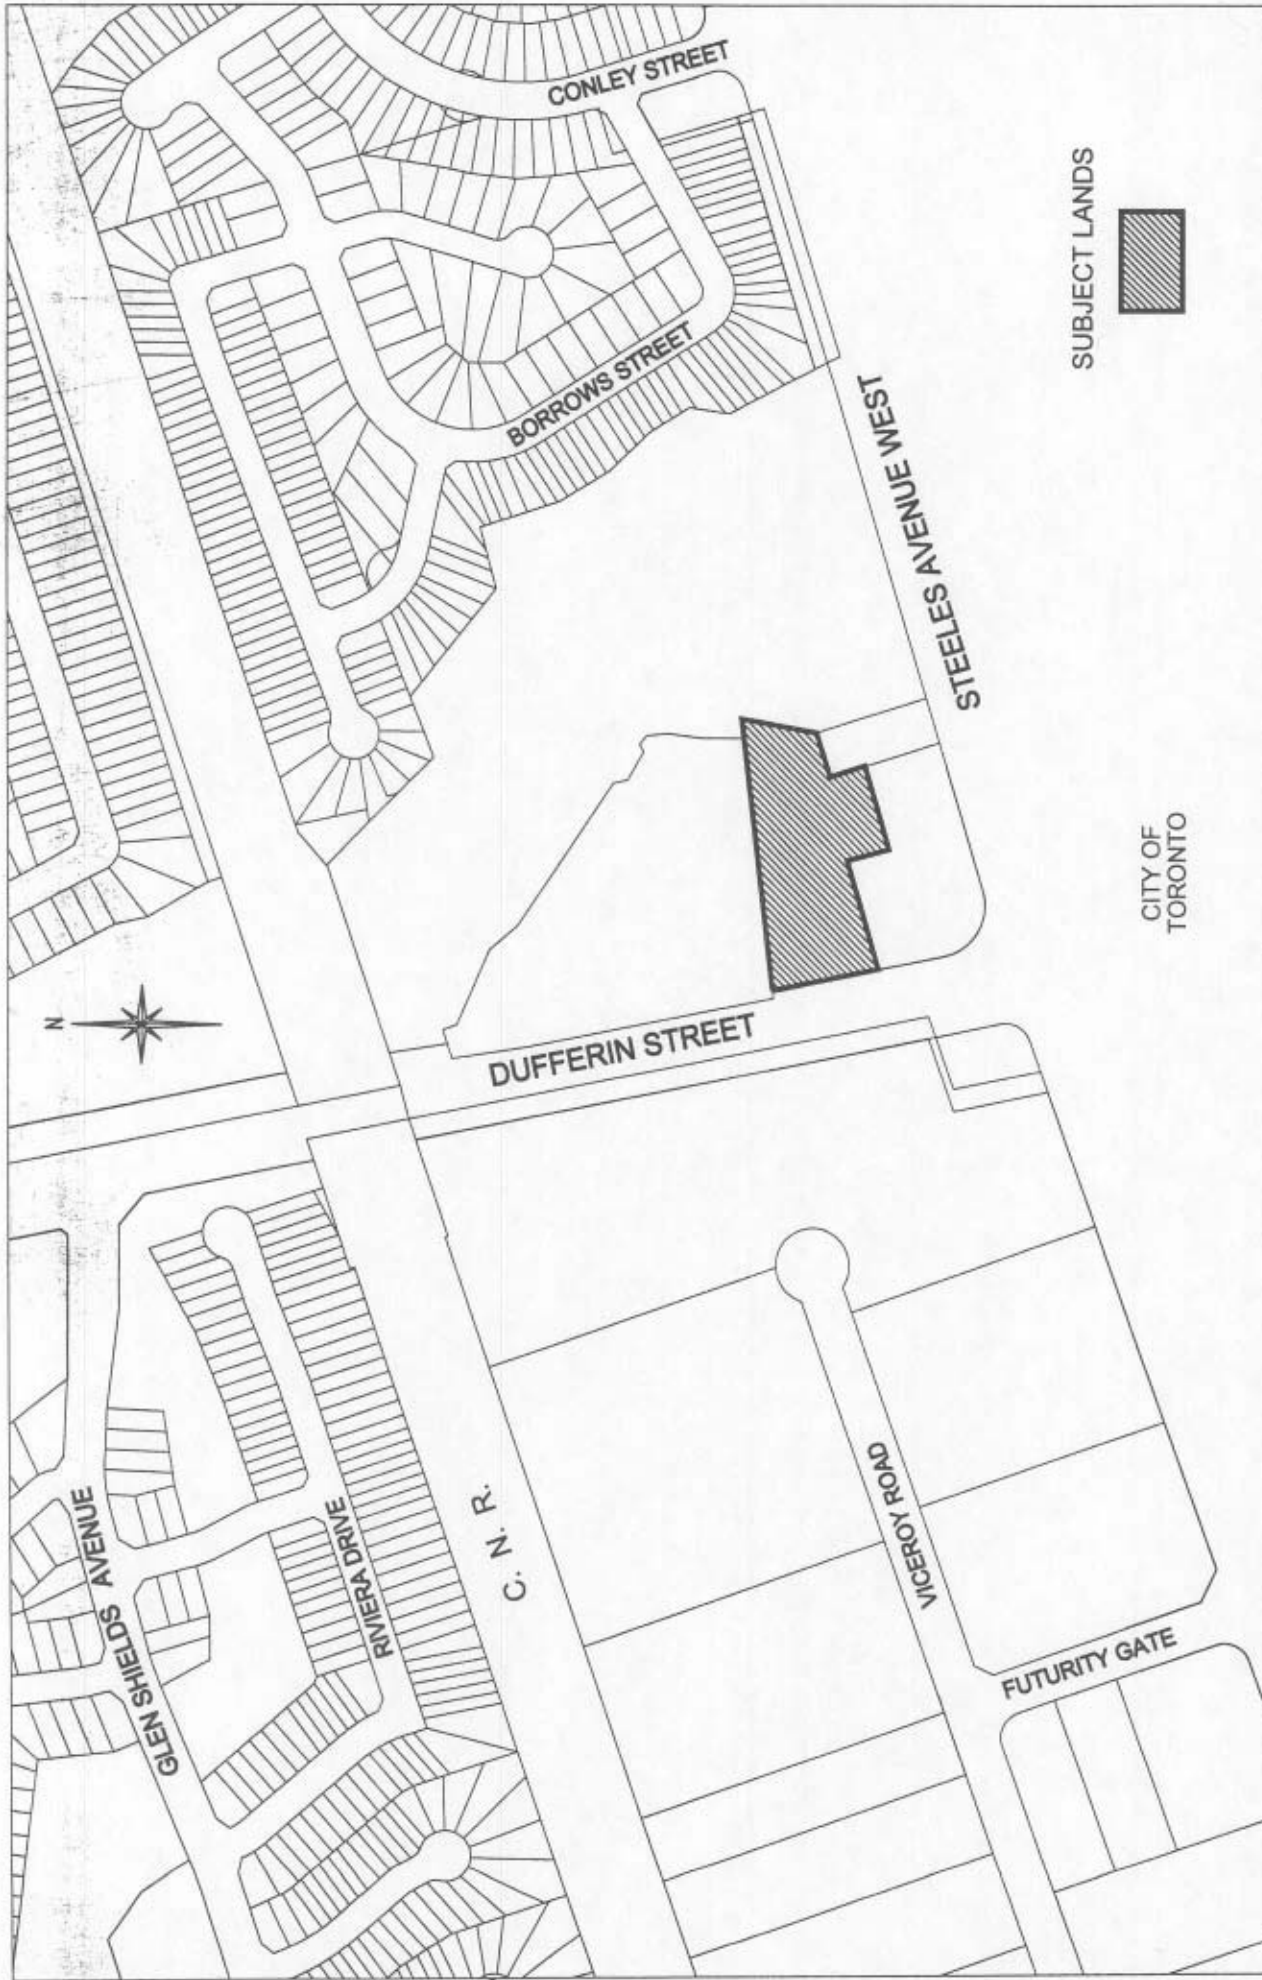 GLEN SHIELDS AVENUE
RIVIERA DRIVE
C. N. R.
VICEROY ROAD
FUTURITY GATE
N
DUFFERIN STREET
BORROWS STREET
CONLEY STREET
STEELES AVENUE WEST
CITY OF
TORONTO
SUBJECT LANDS